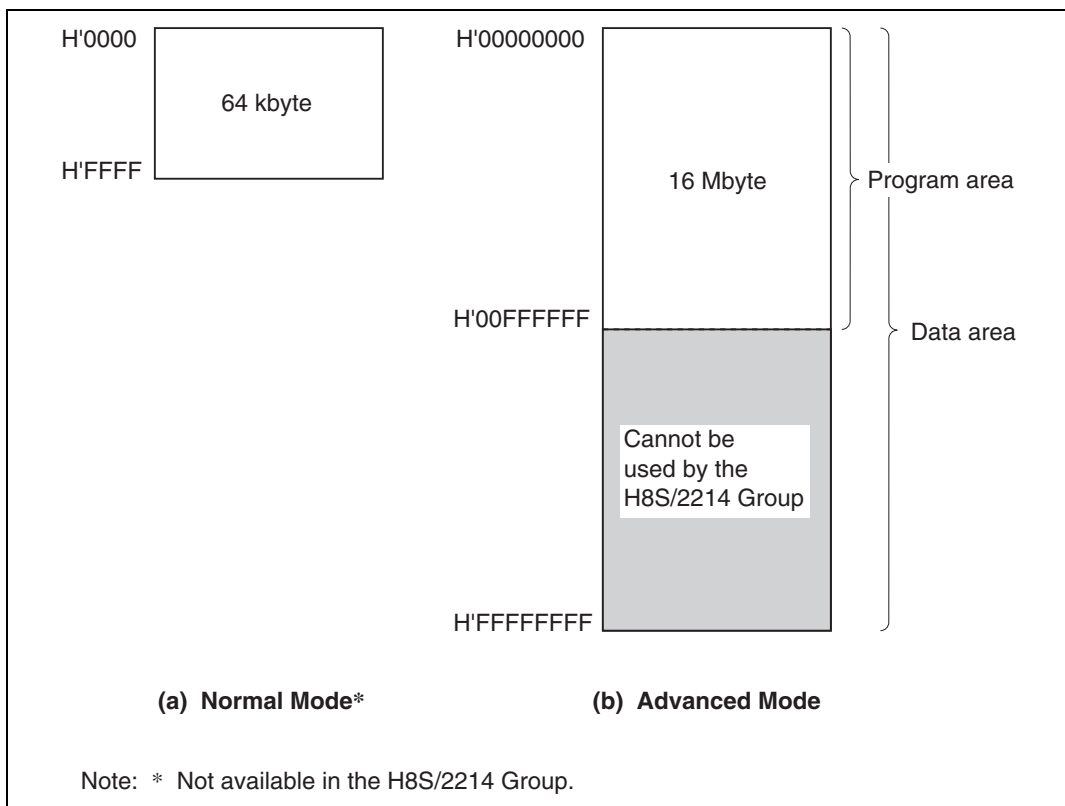 H'0000
64 kbyte
H'FFFF
H'00000000
16 Mbyte
Program area
H'00FFFFFF
Data area
Cannot be
used by the
H8S/2214 Group
H'FFFFFFFF
(a) Normal Mode*
(b) Advanced Mode
Note: * Not available in the H8S/2214 Group.